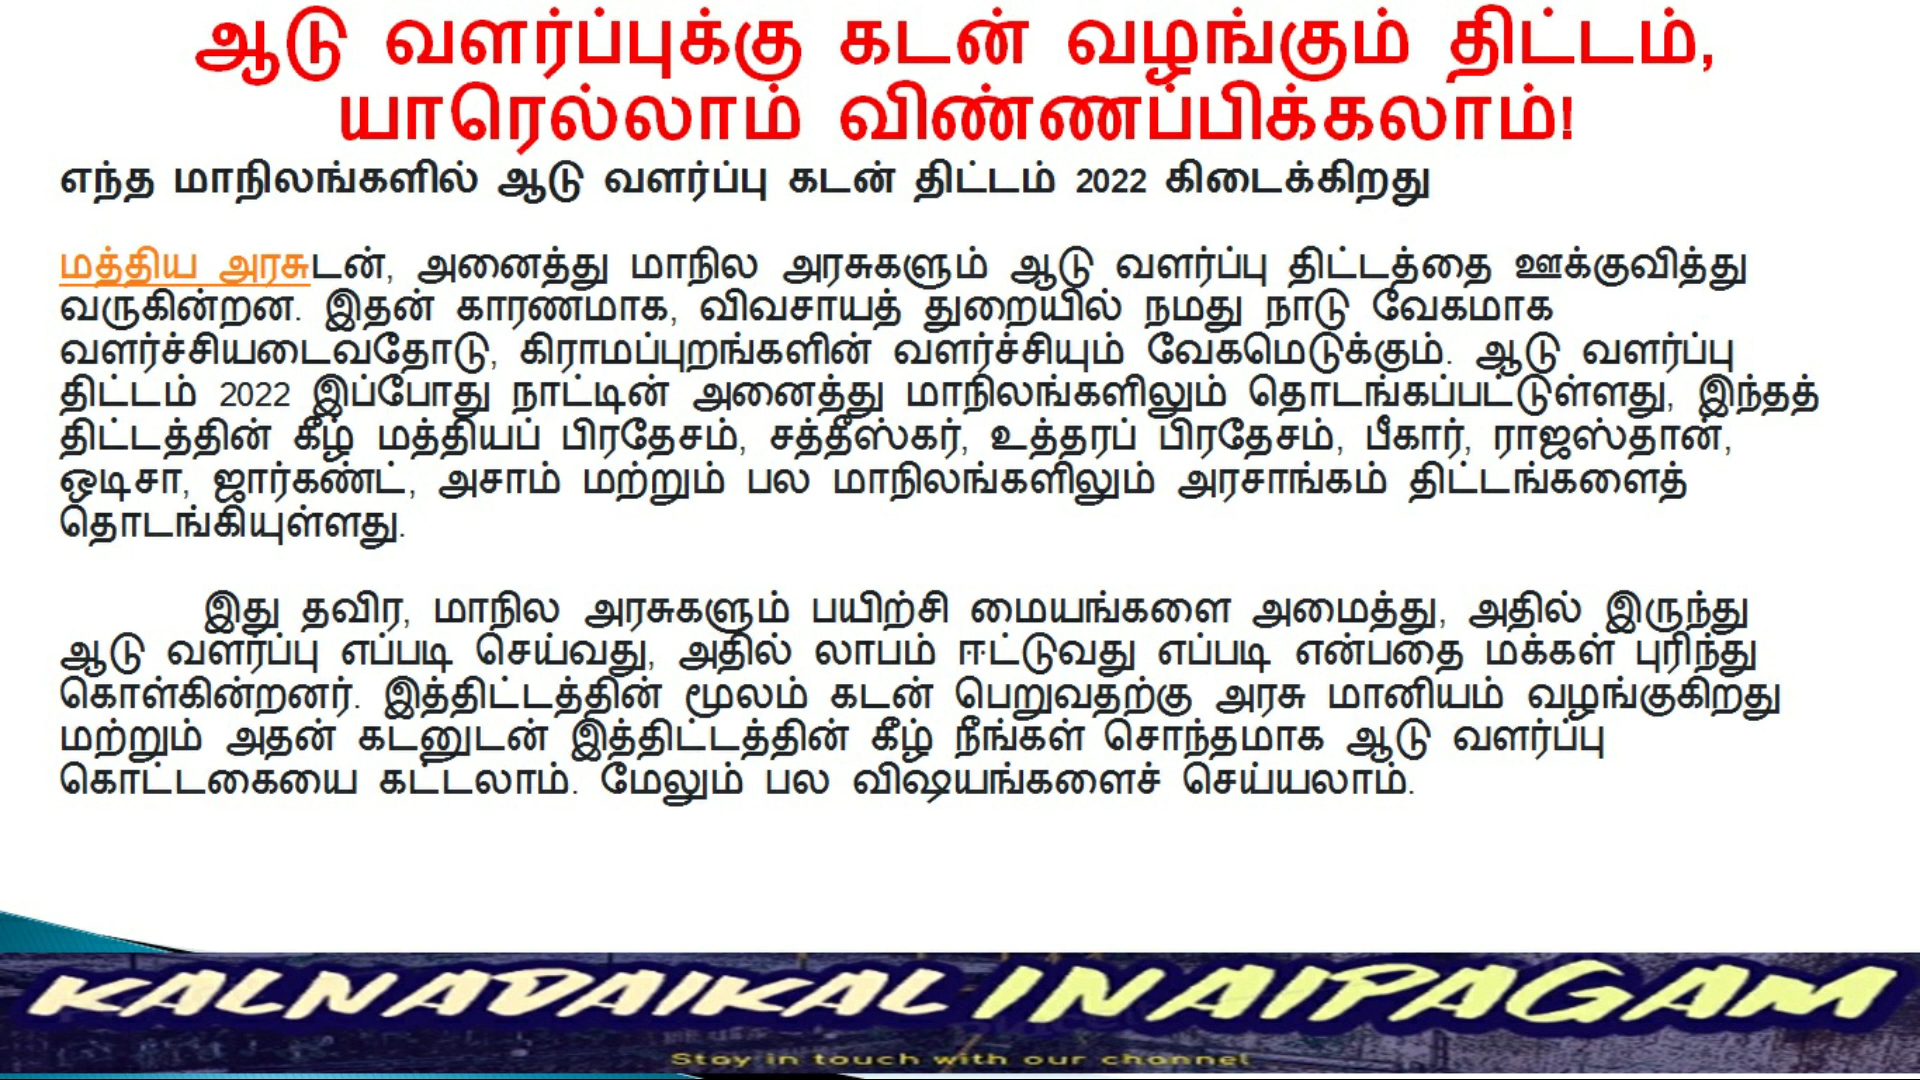 ஆடு வளர்ப்புக்கு கடன் வழங்கும் திட்டம்,
யாரெல்லாம் விண்ணப்பிக்கலாம்!
எந்த மாநிலங்களில் ஆடு வளர்ப்பு கடன் திட்டம் 2022 கிடைக்கிறது
மத்திய அரசுடன், அனைத்து மாநில அரசுகளும் ஆடு வளர்ப்பு திட்டத்தை ஊக்குவித்து
வருகின்றன. இதன் காரணமாக, விவசாயத் துறையில் நமது நாடு வேகமாக
வளர்ச்சியடைவதோடு, கிராமப்புறங்களின் வளர்ச்சியும் வேகமெடுக்கும். ஆடு வளர்ப்பு
திட்டம் 2022 இப்போது நாட்டின் அனைத்து மாநிலங்களிலும் தொடங்கப்பட்டுள்ளது, இந்தத்
திட்டத்தின் கீழ் மத்தியப் பிரதேசம், சத்தீஸ்கர், உத்தரப் பிரதேசம், பீகார், ராஜஸ்தான்,
ஒடிசா, ஜார்கண்ட், அசாம் மற்றும் பல மாநிலங்களிலும் அரசாங்கம் திட்டங்களைத்
தொடங்கியுள்ளது.
இது தவிர, மாநில அரசுகளும் பயிற்சி மையங்களை அமைத்து, அதில் இருந்து
ஆடு வளர்ப்பு எப்படி செய்வது, அதில் லாபம் ஈட்டுவது எப்படி என்பதை மக்கள் புரிந்து
கொள்கின்றனர். இத்திட்டத்தின் மூலம் கடன் பெறுவதற்கு அரசு மானியம் வழங்குகிறது
மற்றும் அதன் கடனுடன் இத்திட்டத்தின் கீழ் நீங்கள் சொந்தமாக ஆடு வளர்ப்பு
கொட்டகையை கட்டலாம். மேலும் பல விஷயங்களைச் செய்யலாம்.
KALNADAIKAL INAIPAGAM
Stay in touch with our channel